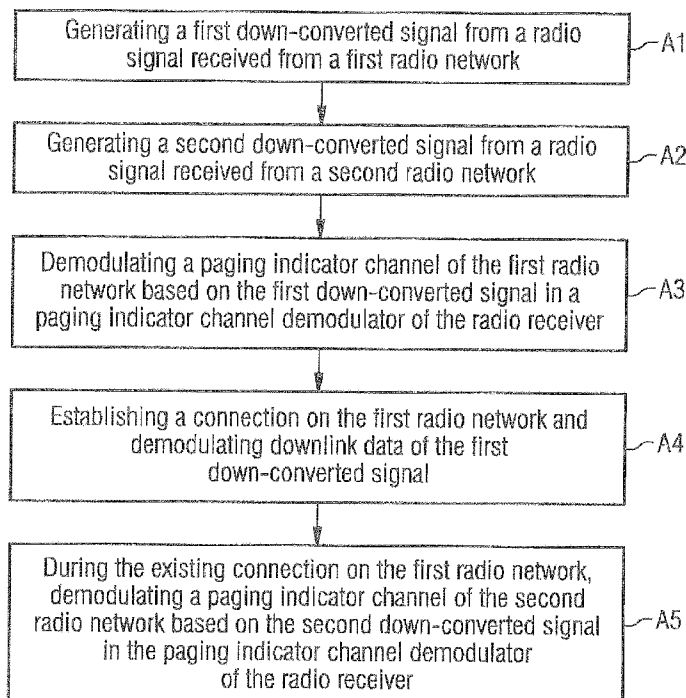 Generating a first down-converted signal from a radio
signal received from a first radio network
A1
Generating a second down-converted signal from a radio
signal received from a second radio network
A2
Demodulating a paging indicator channel of the first radio
network based on the first down-converted signal in a
paging indicator channel demodulator of the radio receiver
A3
Establishing a connection on the first radio network and
demodulating downlink data of the first
down-converted signal
A4
During the existing connection on the first radio network,
demodulating a paging indicator channel of the second
radio network based on the second down-converted signal
in the paging indicator channel demodulator
of the radio receiver
A5